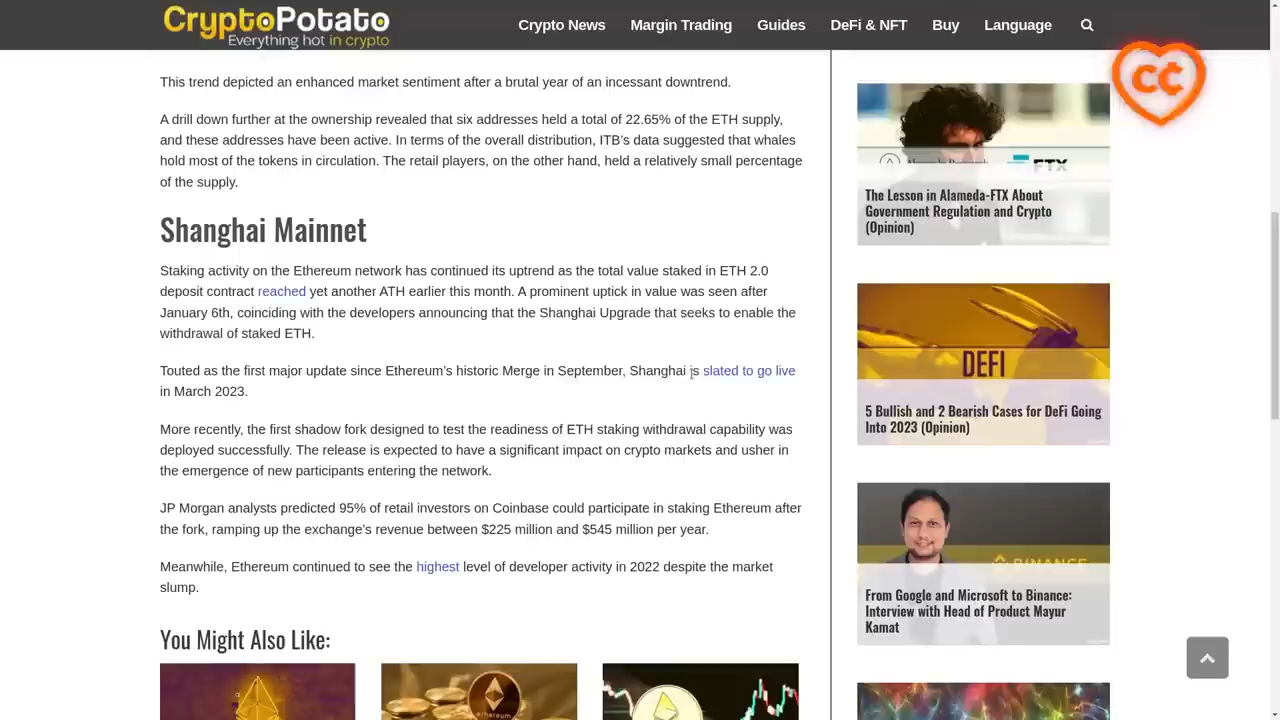 CryptoPotato
Everything hot in crypto
Crypto News
Margin Trading
Guides
DeFi & NFT
Buy
Language
This trend depicted an enhanced market sentiment after a brutal year of an incessant downtrend.
A drill down further at the ownership revealed that six addresses held a total of 22.65% of the ETH supply,
and these addresses have been active. In terms of the overall distribution, ITB’s data suggested that whales
hold most of the tokens in circulation. The retail players, on the other hand, held a relatively small percentage
of the supply.
Shanghai Mainnet
Staking activity on the Ethereum network has continued its uptrend as the total value staked in ETH 2.0
deposit contract reached yet another ATH earlier this month. A prominent uptick in value was seen after
January 6th, coinciding with the developers announcing that the Shanghai Upgrade that seeks to enable the
withdrawal of staked ETH.
Touted as the first major update since Ethereum’s historic Merge in September, Shanghai is slated to go live
in March 2023.
More recently, the first shadow fork designed to test the readiness of ETH staking withdrawal capability was
deployed successfully. The release is expected to have a significant impact on crypto markets and usher in
the emergence of new participants entering the network.
JP Morgan analysts predicted 95% of retail investors on Coinbase could participate in staking Ethereum after
the fork, ramping up the exchange’s revenue between $225 million and $545 million per year.
Meanwhile, Ethereum continued to see the highest level of developer activity in 2022 despite the market
slump.
You Might Also Like:
ethereum
CC
FTX
The Lesson in Alameda-FTX About
Government Regulation and Crypto
(Opinion)
DEFI
5 Bullish and 2 Bearish Cases for DeFi Going
Into 2023 (Opinion)
BINANCE
From Google and Microsoft to Binance:
Interview with Head of Product Mayur
Kamat